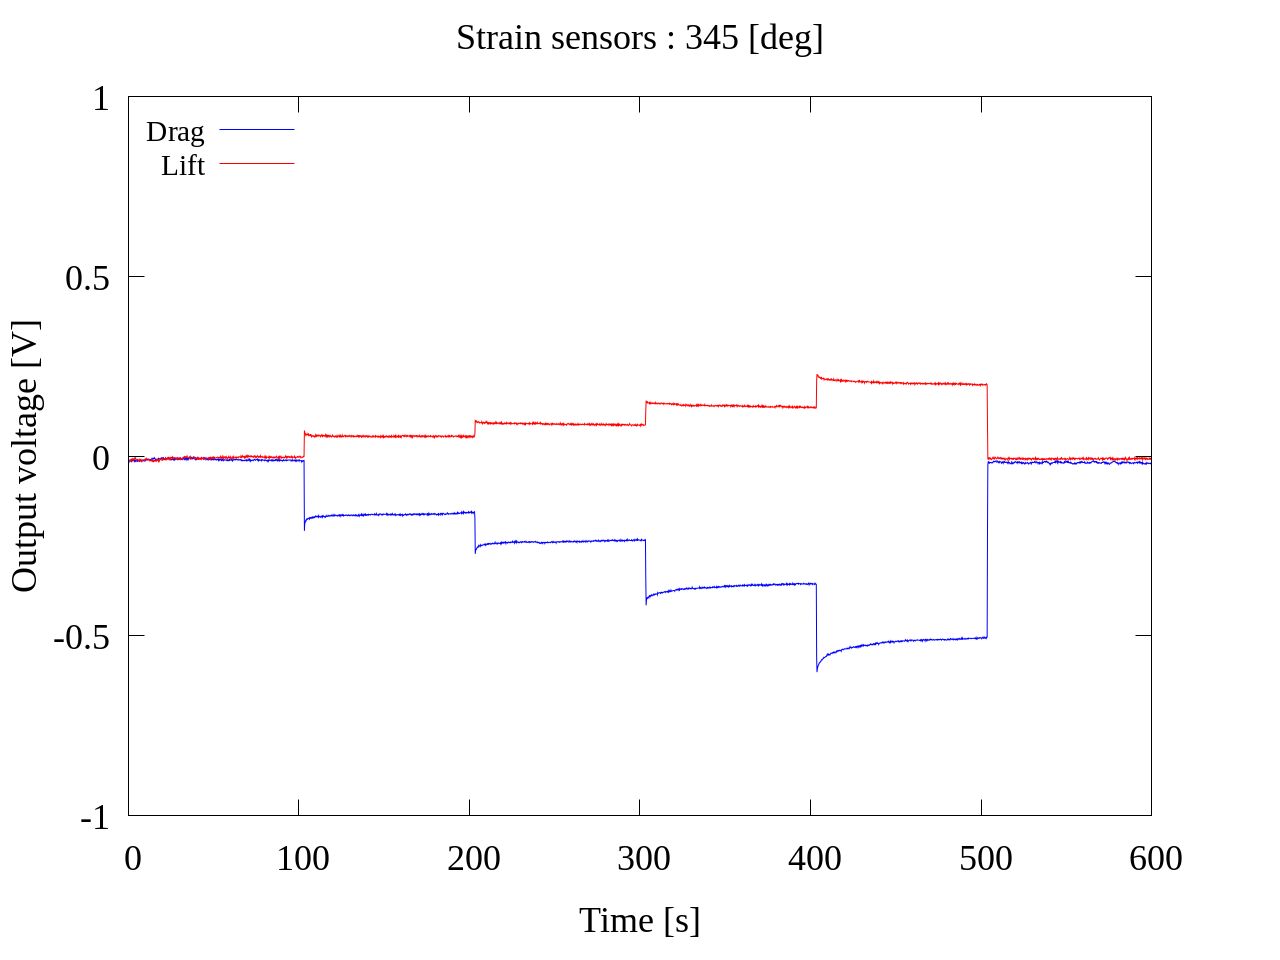 Strain sensors : 345 [deg]
1
Drag
Lift
0.5
0
-0.5
-1
Output voltage [V]
0 100 200 300 400 500 600
Time [s]